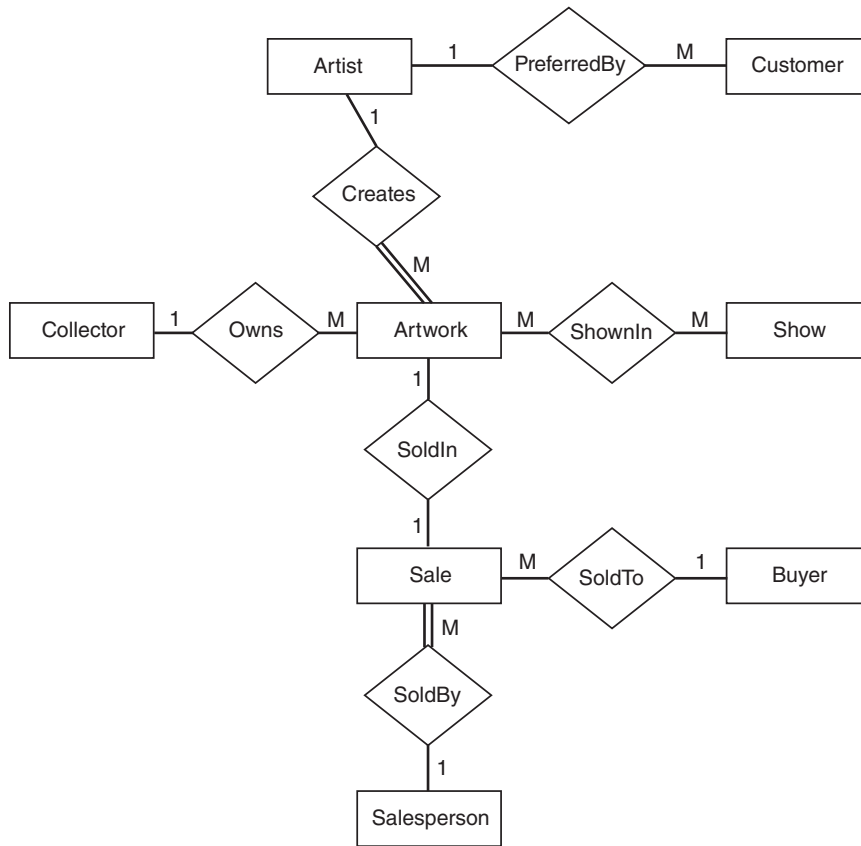 Artist
1
PreferredBy
M
Customer
1
Creates
M
Collector
1
Owns
M
Artwork
M
ShownIn
M
Show
1
SoldIn
1
Sale
M
SoldTo
1
Buyer
M
SoldBy
1
Salesperson